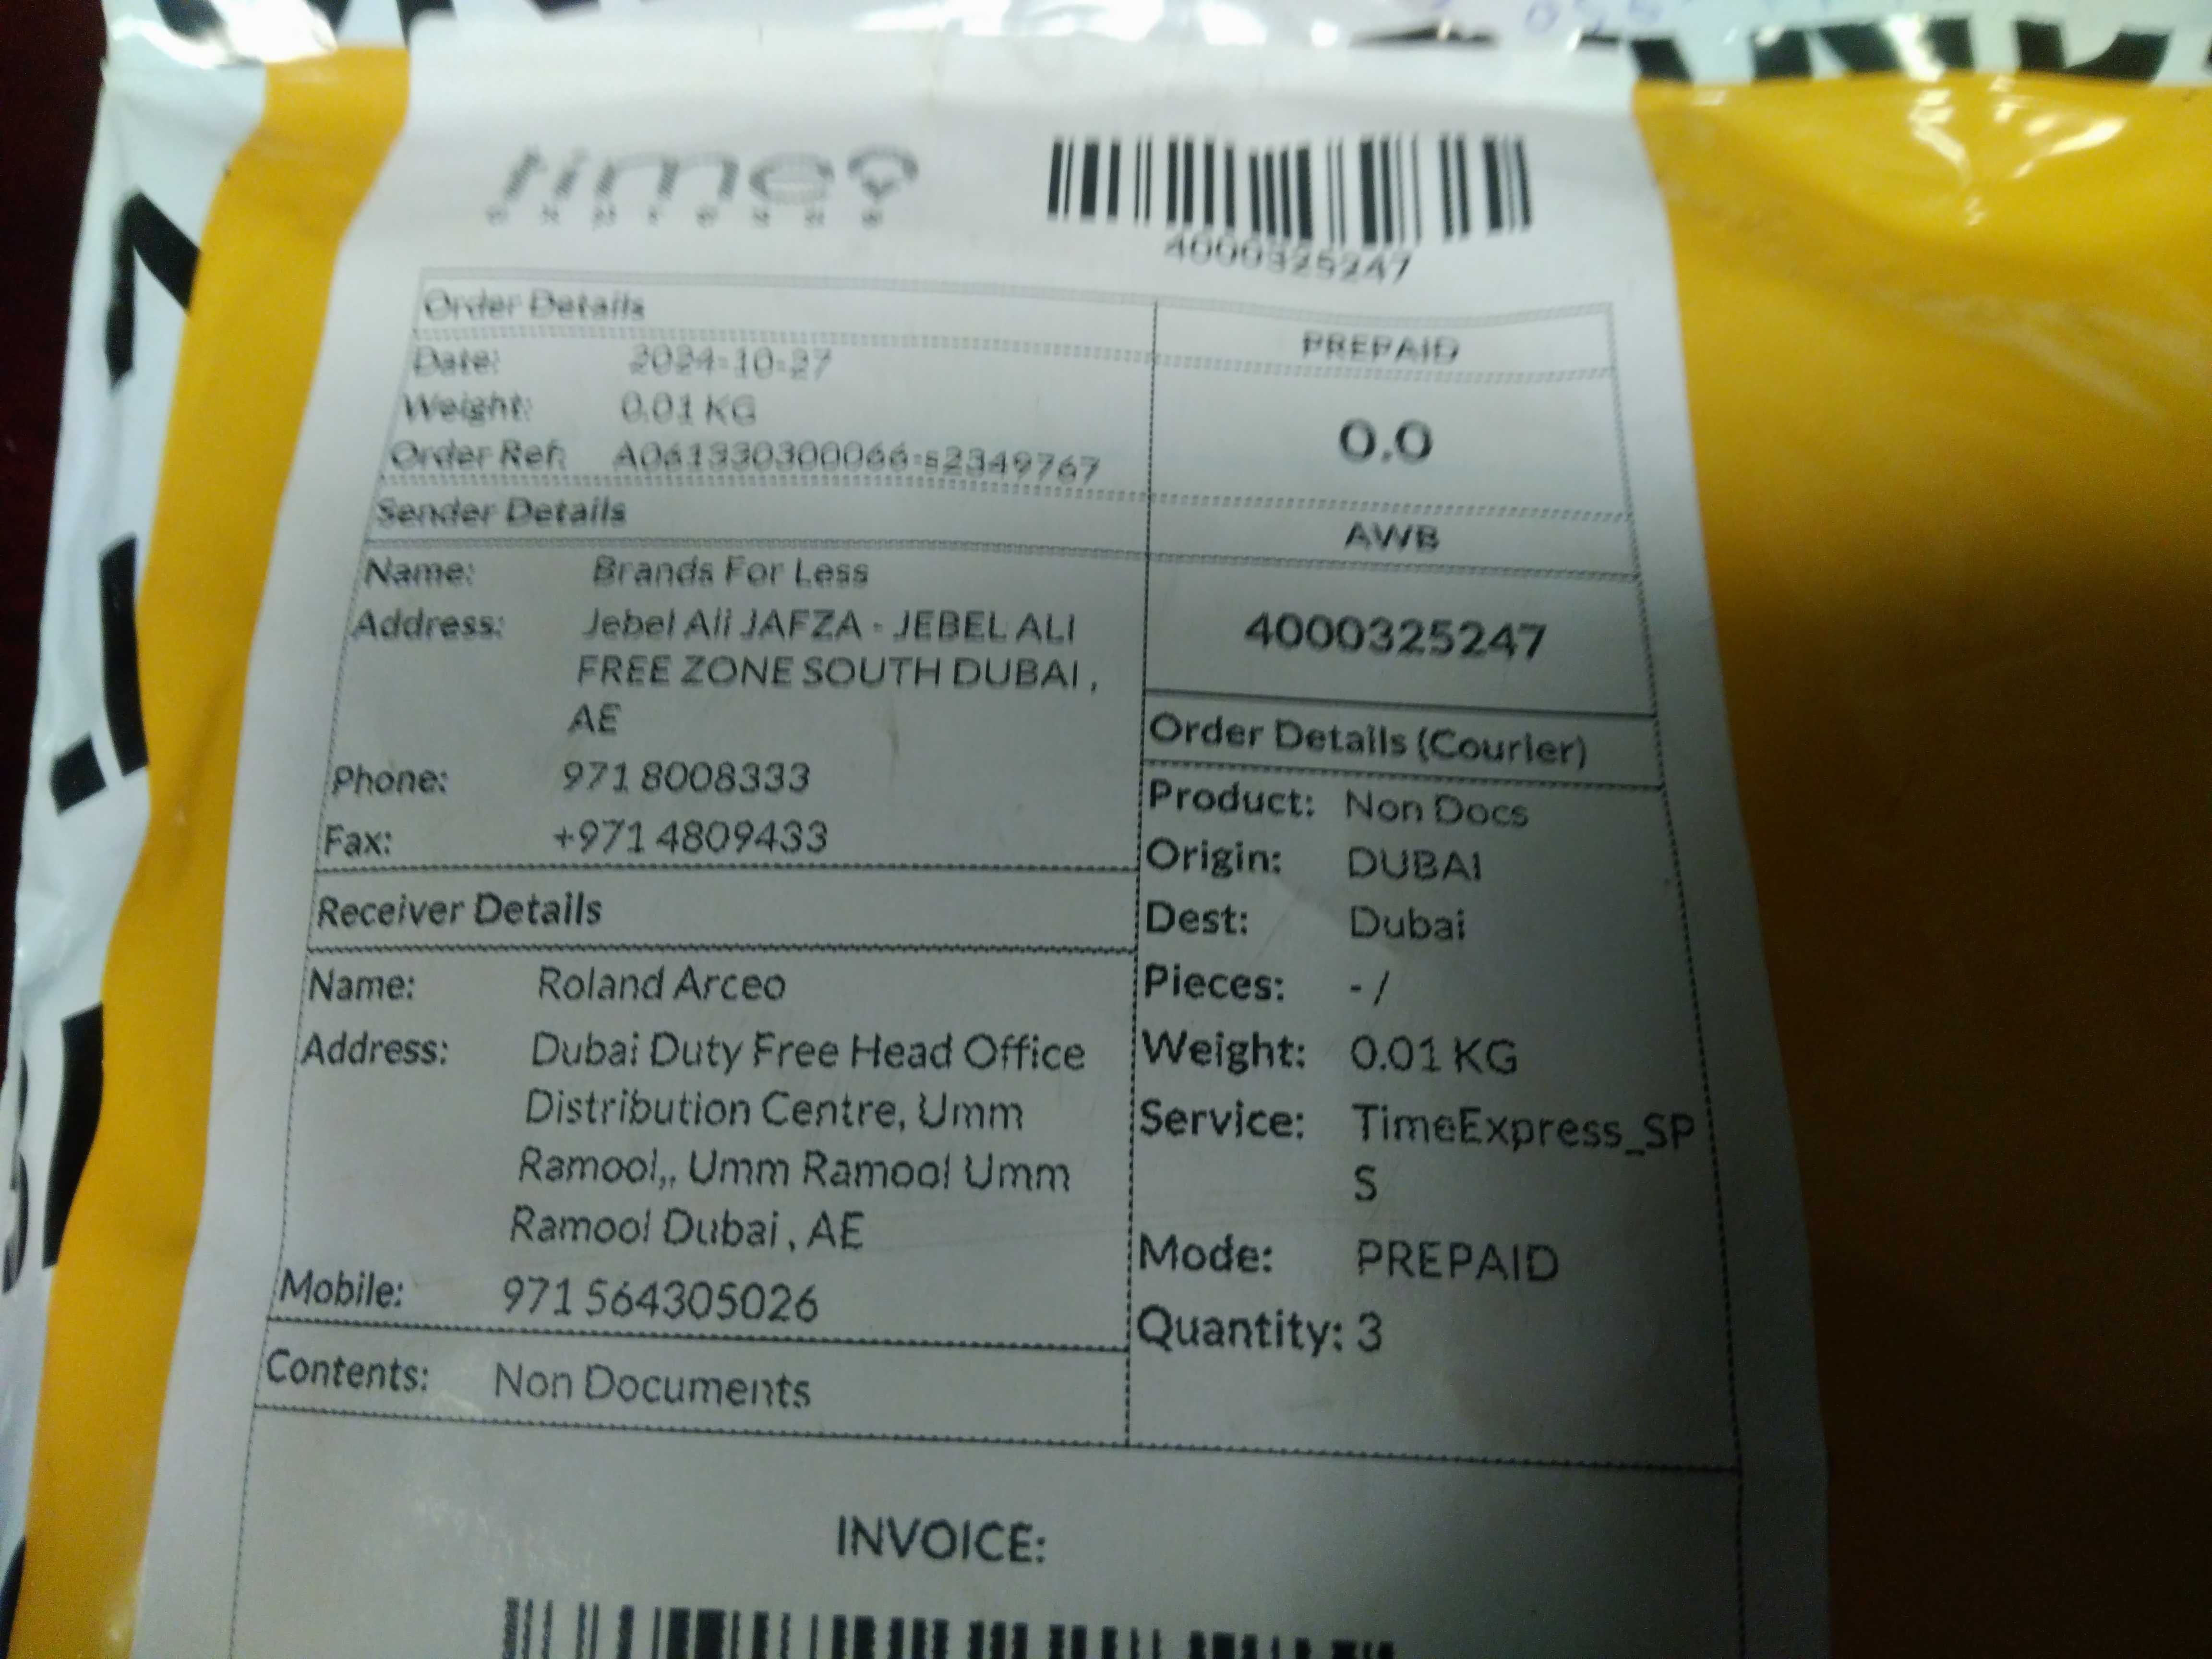 time
express
4000325247
Order Details
Date: 2024-10-27
Weight: 0.01 KG
Order Ref: A061330300066-s2349767
Sender Details
Name: Brands For Less
Address: Jebel Ali JAFZA - JEBEL ALI
FREE ZONE SOUTH DUBAI ,
AE
Phone: 971 8008333
Fax: +971 4809433
Receiver Details
Name: Roland Arceo
Address: Dubai Duty Free Head Office
Distribution Centre, Umm
Ramool,, Umm Ramool Umm
Ramool Dubai , AE
Mobile: 971 564305026
Contents: Non Documents
PREPAID
0.0
AWB
4000325247
Order Details (Courier)
Product: Non Docs
Origin: DUBAI
Dest: Dubai
Pieces: - /
Weight: 0.01 KG
Service: TimeExpress_SP
S
Mode: PREPAID
Quantity: 3
INVOICE: